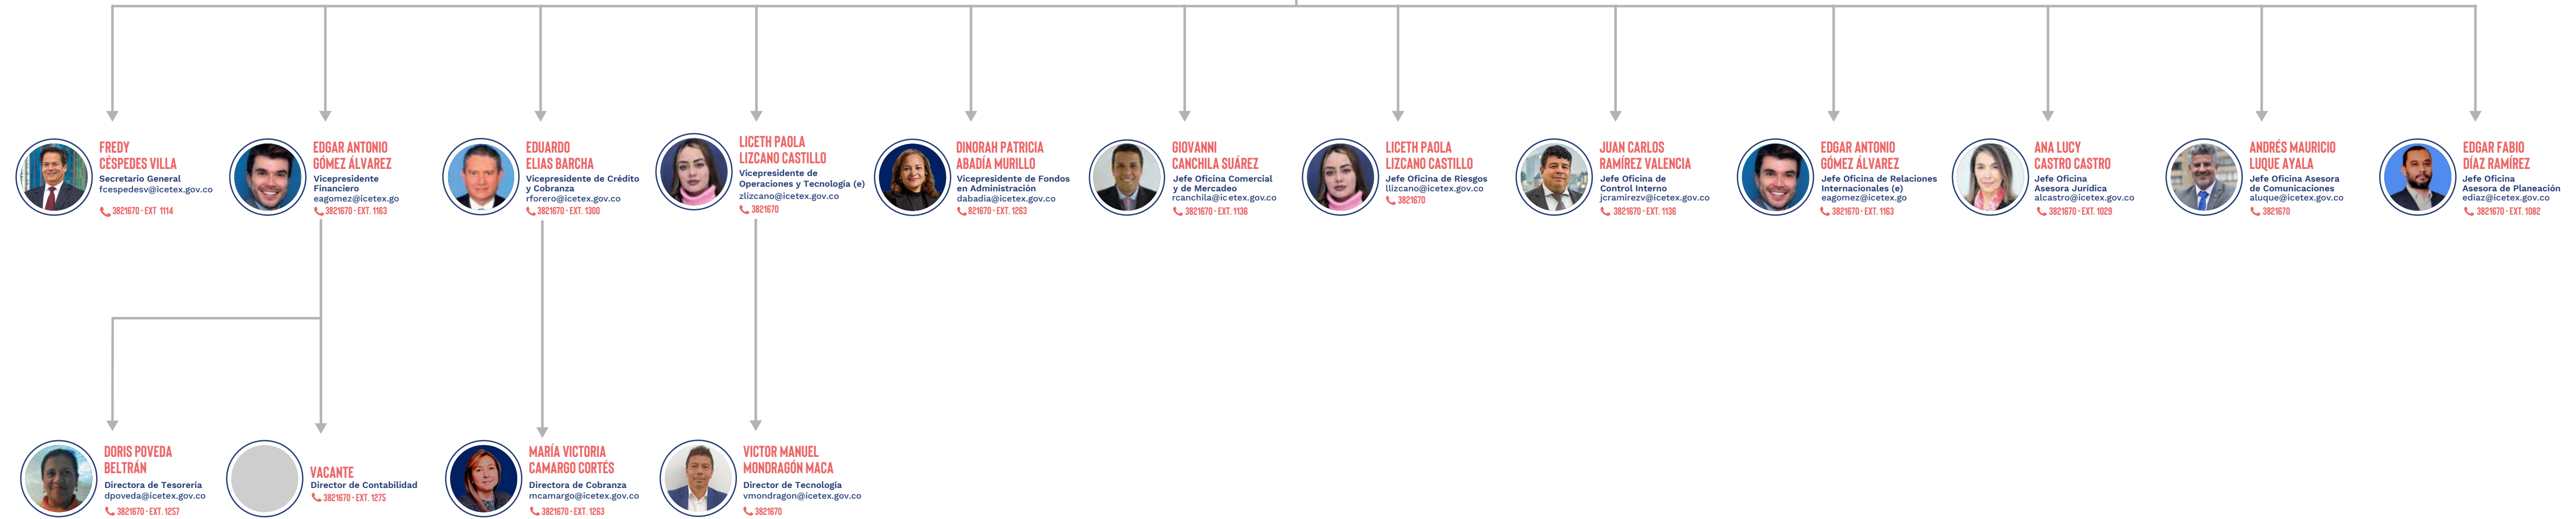 FREDY
CÉSPEDES VILLA
Secretario General
fcespedesv@icetex.gov.co
3821670 - EXT 1114
EDGAR ANTONIO
GÓMEZ ÁLVAREZ
Vicepresidente
Financiero
eagomez@icetex.go
3821670 - EXT. 1163
EDUARDO
ELIAS BARCHA
Vicepresidente de Crédito
y Cobranza
rforero@icetex.gov.co
3821670 - EXT. 1300
LICETH PAOLA
LIZCANO CASTILLO
Vicepresidente de
Operaciones y Tecnología (e)
zlizcano@icetex.gov.co
3821670
DINORAH PATRICIA
ABADÍA MURILLO
Vicepresidente de Fondos
en Administración
dabadia@icetex.gov.co
821670 - EXT. 1263
GIOVANNI
CANCHILA SUÁREZ
Jefe Oficina Comercial
y de Mercadeo
rcanchila@icetex.gov.co
3821670 - EXT. 1136
LICETH PAOLA
LIZCANO CASTILLO
Jefe Oficina de Riesgos
llizcano@icetex.gov.co
3821670
JUAN CARLOS
RAMÍREZ VALENCIA
Jefe Oficina de
Control Interno
jcramirezv@icetex.gov.co
3821670 - EXT. 1136
EDGAR ANTONIO
GÓMEZ ÁLVAREZ
Jefe Oficina de Relaciones
Internacionales (e)
eagomez@icetex.go
3821670 - EXT. 1163
ANA LUCY
CASTRO CASTRO
Jefe Oficina
Asesora Jurídica
alcastro@icetex.gov.co
3821670 - EXT. 1029
ANDRÉS MAURICIO
LUQUE AYALA
Jefe Oficina Asesora
de Comunicaciones
aluque@icetex.gov.co
3821670
EDGAR FABIO
DÍAZ RAMÍREZ
Jefe Oficina
Asesora de Planeación
ediaz@icetex.gov.co
3821670 - EXT. 1082
DORIS POVEDA
BELTRÁN
Directora de Tesorería
dpoveda@icetex.gov.co
3821670 - EXT. 1257
VACANTE
Director de Contabilidad
3821670 - EXT. 1275
MARÍA VICTORIA
CAMARGO CORTÉS
Directora de Cobranza
mcamargo@icetex.gov.co
3821670 - EXT. 1263
VICTOR MANUEL
MONDRAGÓN MACA
Director de Tecnología
vmondragon@icetex.gov.co
3821670